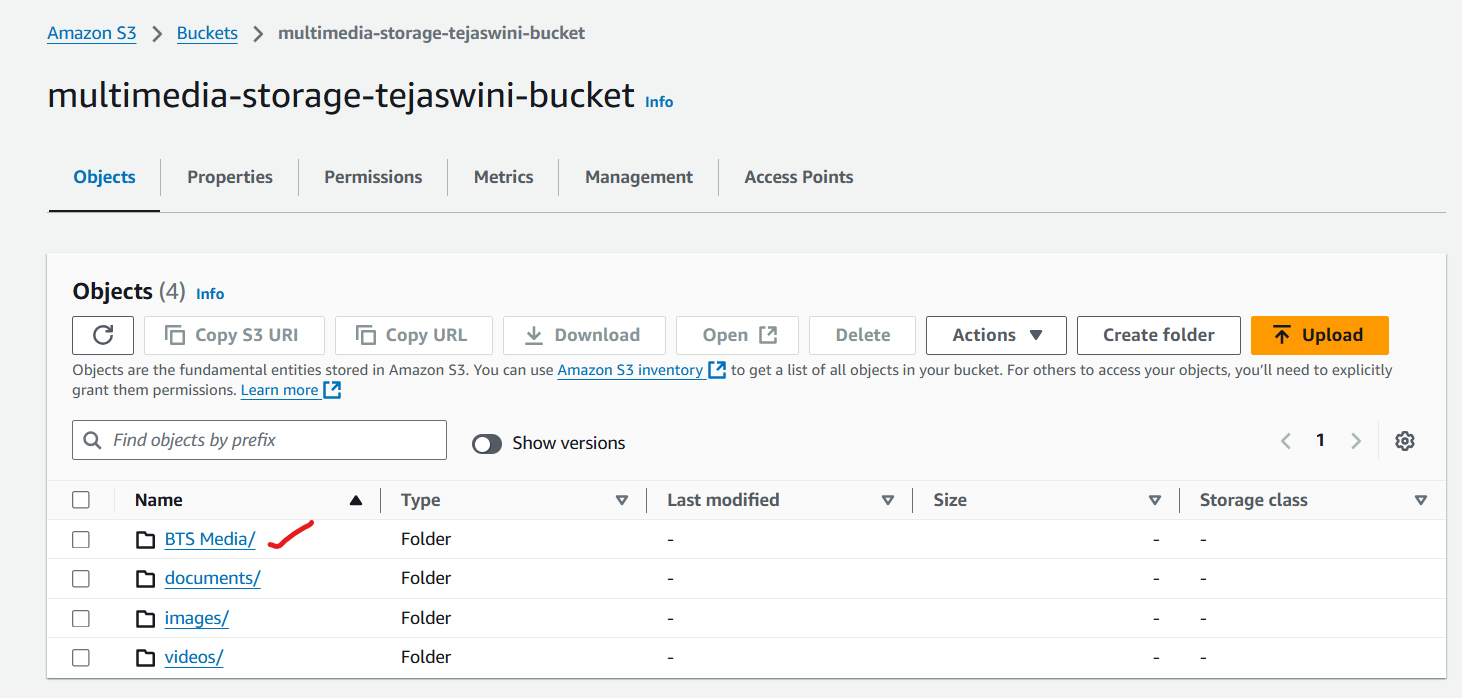 Amazon S3 > Buckets > multimedia-storage-tejaswini-bucket
multimedia-storage-tejaswini-bucket Info
Objects Properties Permissions Metrics Management Access Points
Objects (4) Info
Copy S3 URI Copy URL Download Open Delete Actions Create folder Upload
Objects are the fundamental entities stored in Amazon S3. You can use Amazon S3 inventory to get a list of all objects in your bucket. For others to access your objects, you’ll need to explicitly
grant them permissions. Learn more
Find objects by prefix Show versions 1
Name Type Last modified Size Storage class
BTS Media/ Folder - - -
documents/ Folder - - -
images/ Folder - - -
videos/ Folder - - -